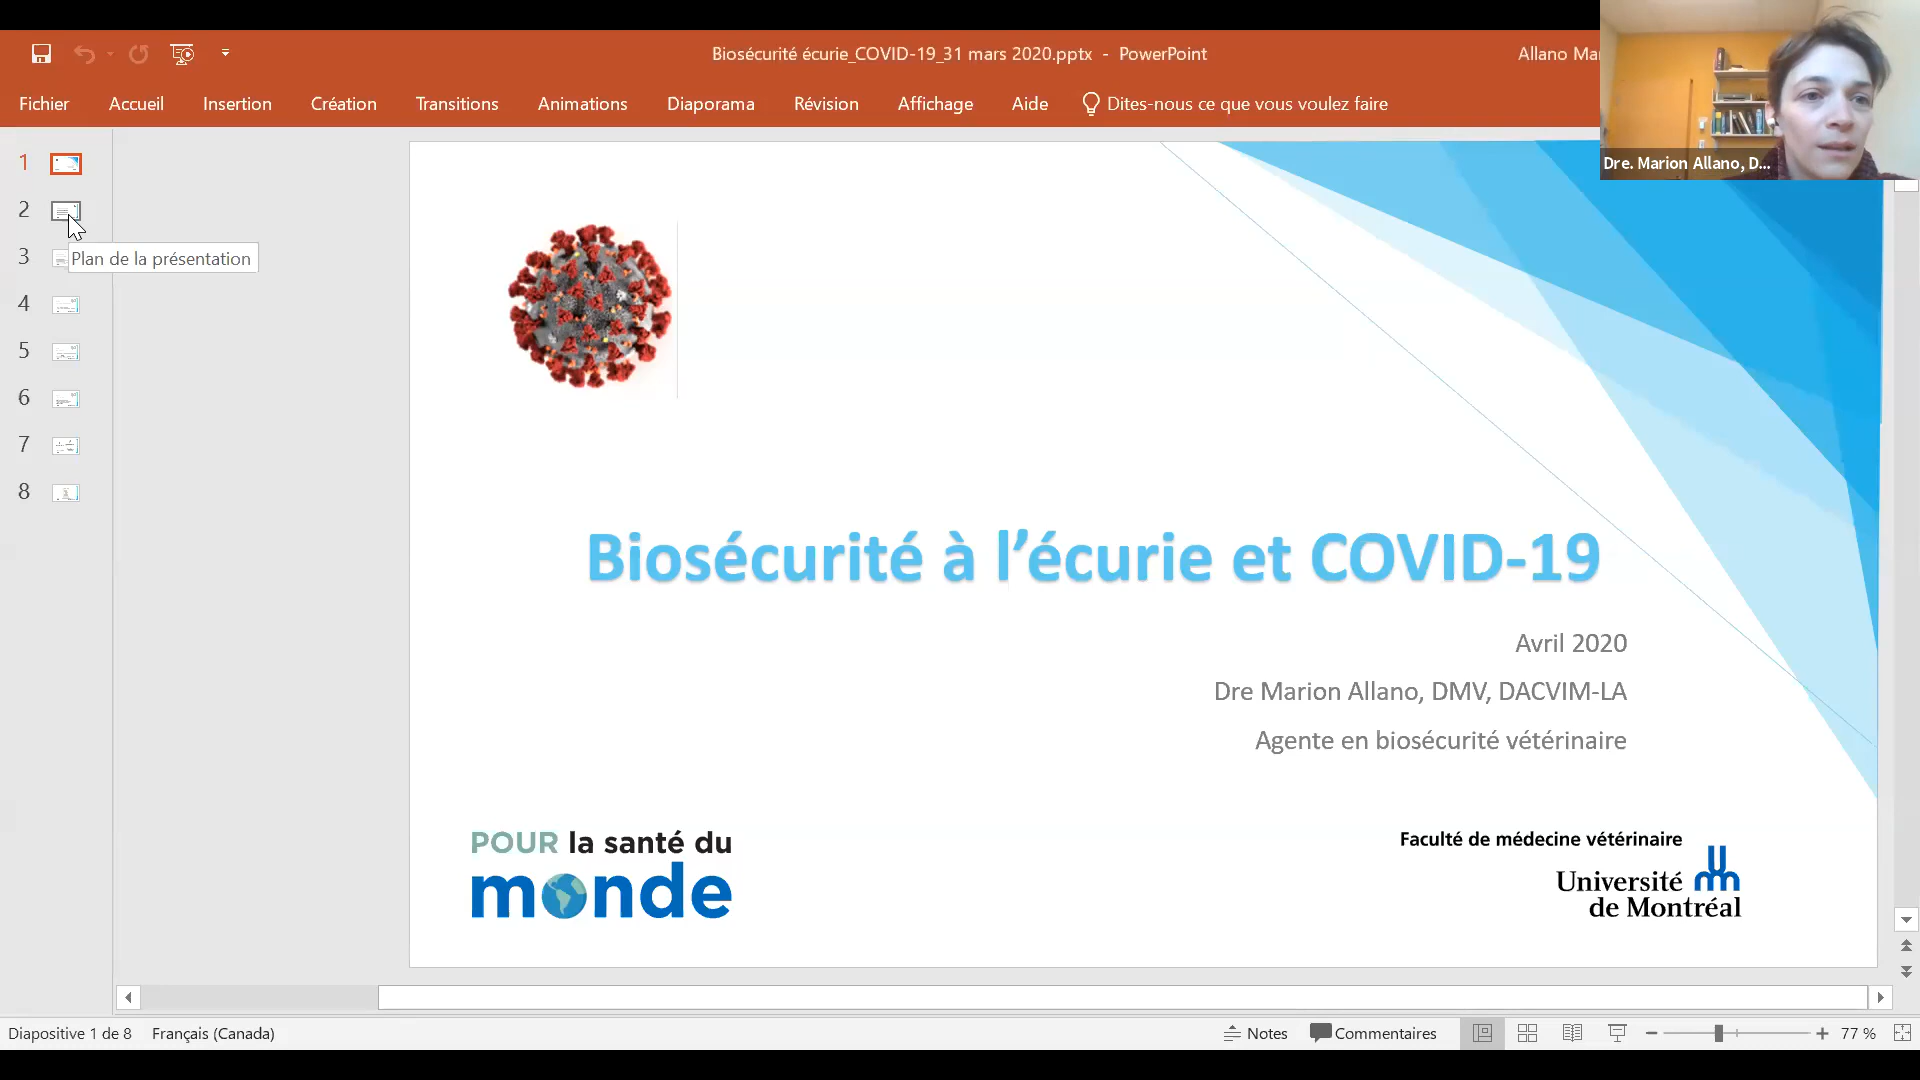 Biosécurité écurie_COVID-19_31 mars 2020.pptx - PowerPoint
Allano Mar
Fichier Accueil Insertion Création Transitions Animations Diaporama Révision Affichage Aide Dites-nous ce que vous voulez faire
Dre. Marion Allano, D...
1
2
Plan de la présentation
3
4
5
6
7
8
Biosécurité à l’écurie et COVID-19
Avril 2020
Dre Marion Allano, DMV, DACVIM-LA
Agente en biosécurité vétérinaire
POUR la santé du
monde
Faculté de médecine vétérinaire
Université
de Montréal
Diapositive 1 de 8 Français (Canada) Notes Commentaires 77 %